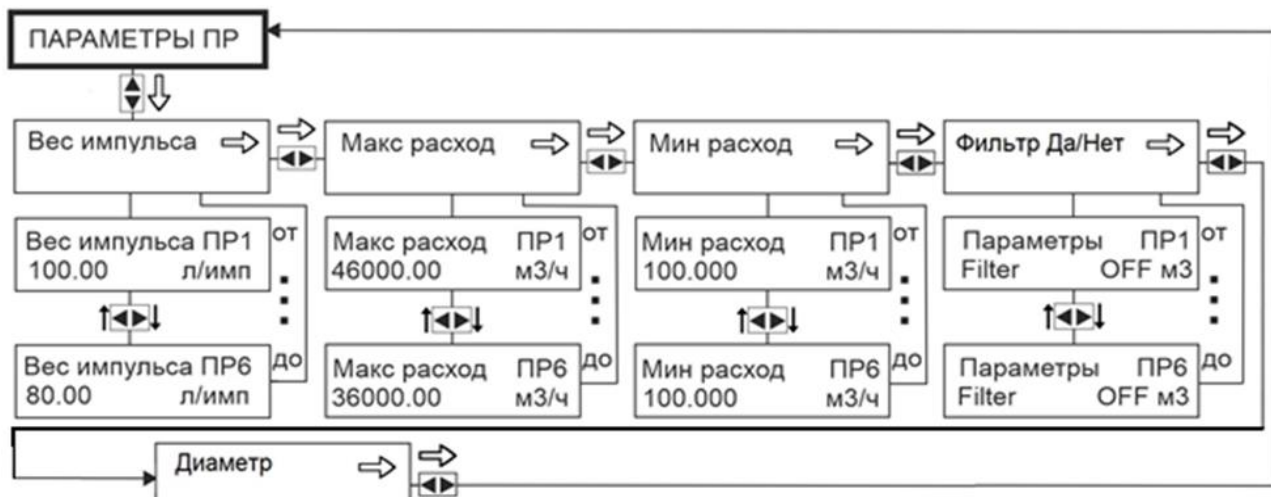 ПАРАМЕТРЫ ПР
Вес импульса
Макс расход
Мин расход
Фильтр Да/Нет
Вес импульса ПР1
100.00 л/имп
от
Макс расход ПР1
46000.00 м3/ч
от
Мин расход ПР1
100.000 м3/ч
от
Параметры ПР1
Filter OFF м3
от
Вес импульса ПР6
80.00 л/имп
до
Макс расход ПР6
36000.00 м3/ч
до
Мин расход ПР6
100.000 м3/ч
до
Параметры ПР6
Filter OFF м3
до
Диаметр